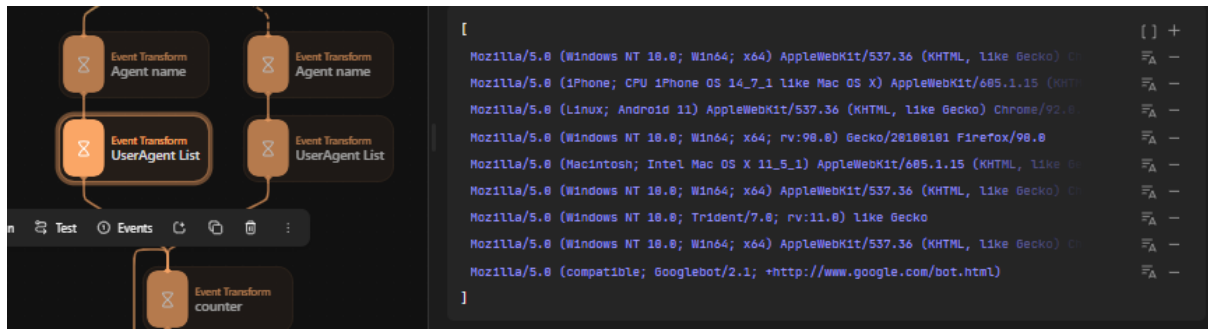 Event Transform
Agent name
Event Transform
Agent name
Event Transform
UserAgent List
Event Transform
UserAgent List
n Test Events
Event Transform
counter
[
Mozilla/5.0 (Windows NT 10.0; Win64; x64) AppleWebKit/537.36 (KHTML, like Gecko)
Mozilla/5.0 (iPhone; CPU iPhone OS 14_7_1 like Mac OS X) AppleWebKit/605.1.15 (KHT
Mozilla/5.0 (Linux; Android 11) AppleWebKit/537.36 (KHTML, like Gecko) Chrome/92.0.
Mozilla/5.0 (Windows NT 10.0; Win64; x64; rv:90.0) Gecko/20100101 Firefox/90.0
Mozilla/5.0 (Macintosh; Intel Mac OS X 11_5_1) AppleWebKit/605.1.15 (KHTML, like
Mozilla/5.0 (Windows NT 10.0; Win64; x64) AppleWebKit/537.36 (KHTML, like Gecko)
Mozilla/5.0 (Windows NT 10.0; Trident/7.0; rv:11.0) like Gecko
Mozilla/5.0 (Windows NT 10.0; Win64; x64) AppleWebKit/537.36 (KHTML, like Gecko)
Mozilla/5.0 (compatible; Googlebot/2.1; +http://www.google.com/bot.html)
]